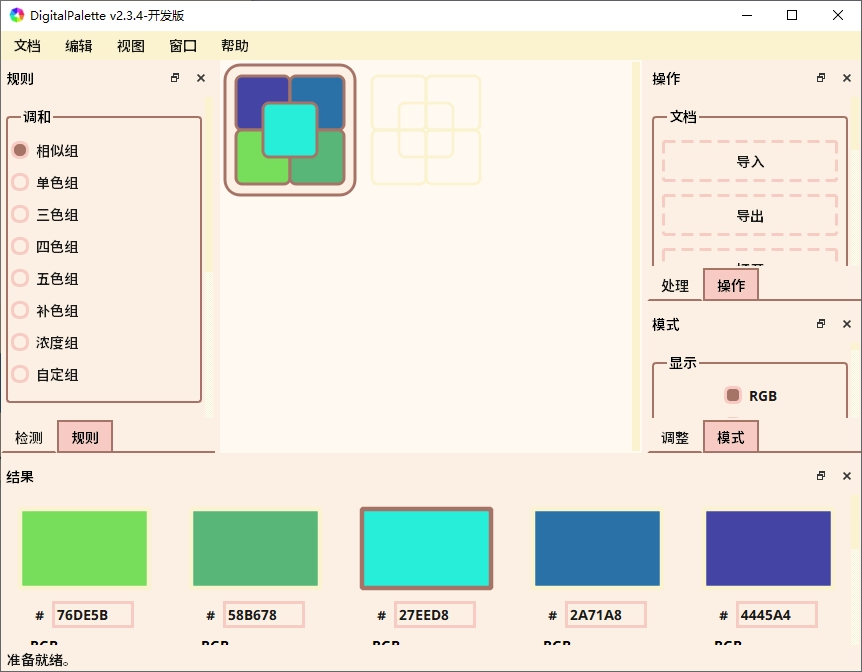 DigitalPalette v2.3.4-开发版
文档 编辑 视图 窗口 帮助
规则
调和
相似组
单色组
三色组
四色组
五色组
补色组
浓度组
自定组
检测 规则
操作
文档
导入
导出
打开
处理 操作
模式
显示
RGB
调整 模式
结果
# 76DE5B # 58B678 # 27EED8 # 2A71A8 # 4445A4
RGB RGB RGB RGB RGB
准备就绪。